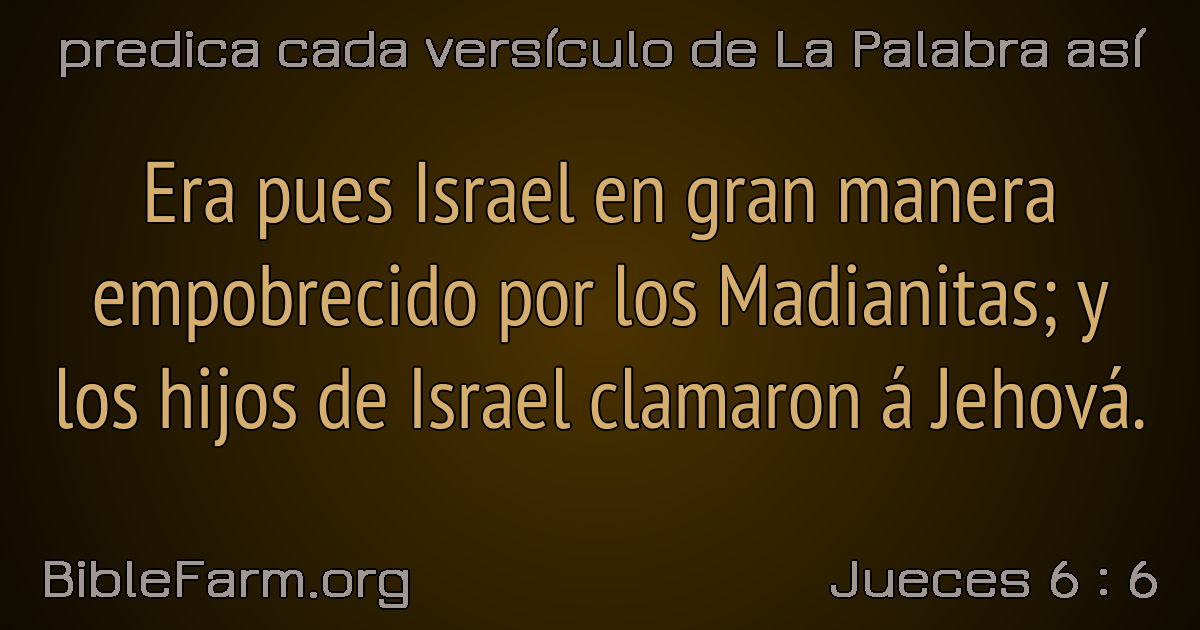 predica cada versículo de La Palabra así
Era pues Israel en gran manera
empobrecido por los Madianitas; y
los hijos de Israel clamaron á Jehová.
BibleFarm.org
Jueces 6 : 6